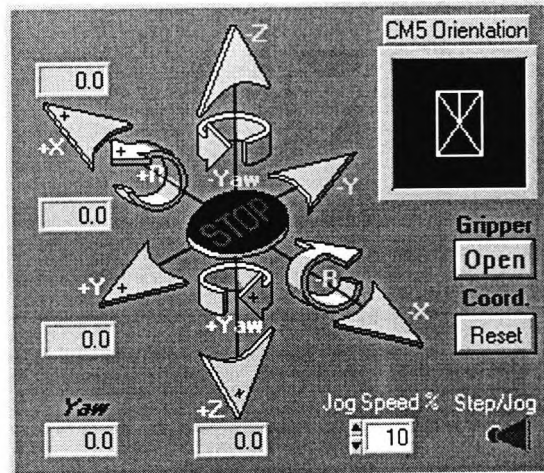 -Z
CM5 Orientation
0.0
+X
+R
-Yaw
-Y
0.0
STOP
Gripper
Open
+Y
-R
Coord.
+Yaw
-X
Reset
0.0
Yaw
+Z
Jog Speed %
Step/Jog
0.0
0.0
10